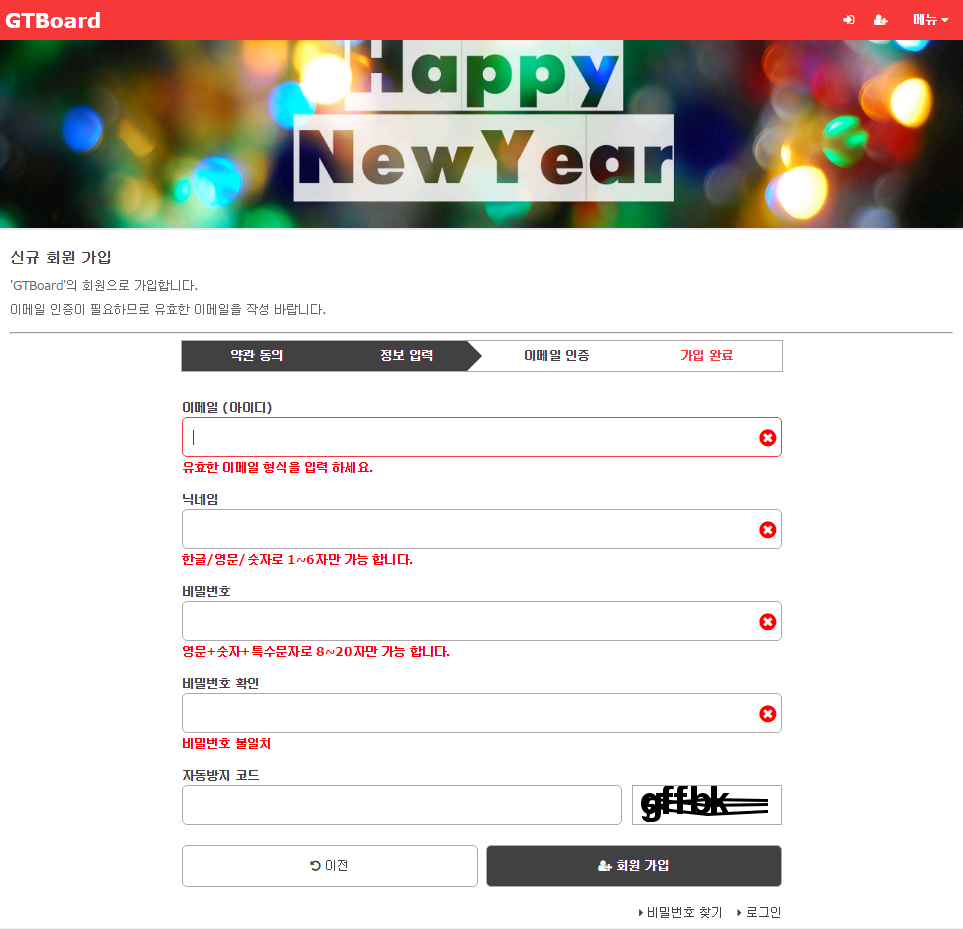 GTBoard
메뉴
Happy
NewYear
신규 회원 가입
'GTBoard'의 회원으로 가입합니다.
이메일 인증이 필요하므로 유효한 이메일을 작성 바랍니다.
약관 동의 정보 입력 이메일 인증 가입 완료
이메일 (아이디)
유효한 이메일 형식을 입력 하세요.
닉네임
한글/영문/숫자로 1~6자만 가능 합니다.
비밀번호
영문+숫자+특수문자로 8~20자만 가능 합니다.
비밀번호 확인
비밀번호 불일치
자동방지 코드
gffbk
이전 회원 가입
비밀번호 찾기 로그인